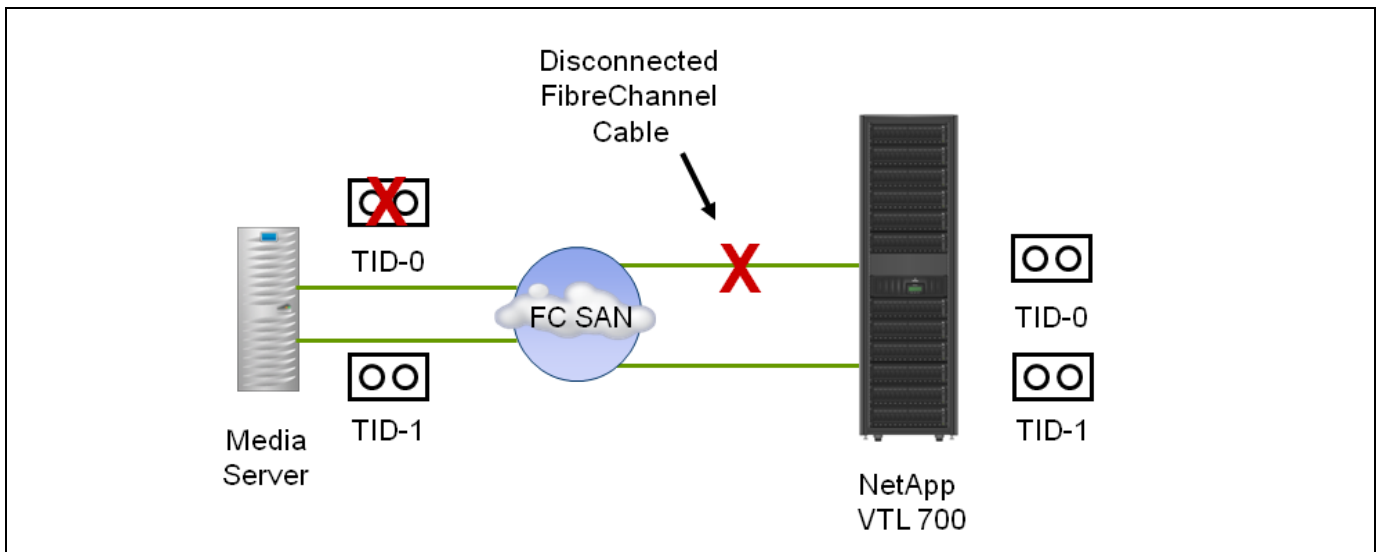 Disconnected
FibreChannel
Cable
TID-0
FC SAN
TID-0
TID-1
TID-1
Media
Server
NetApp
VTL 700